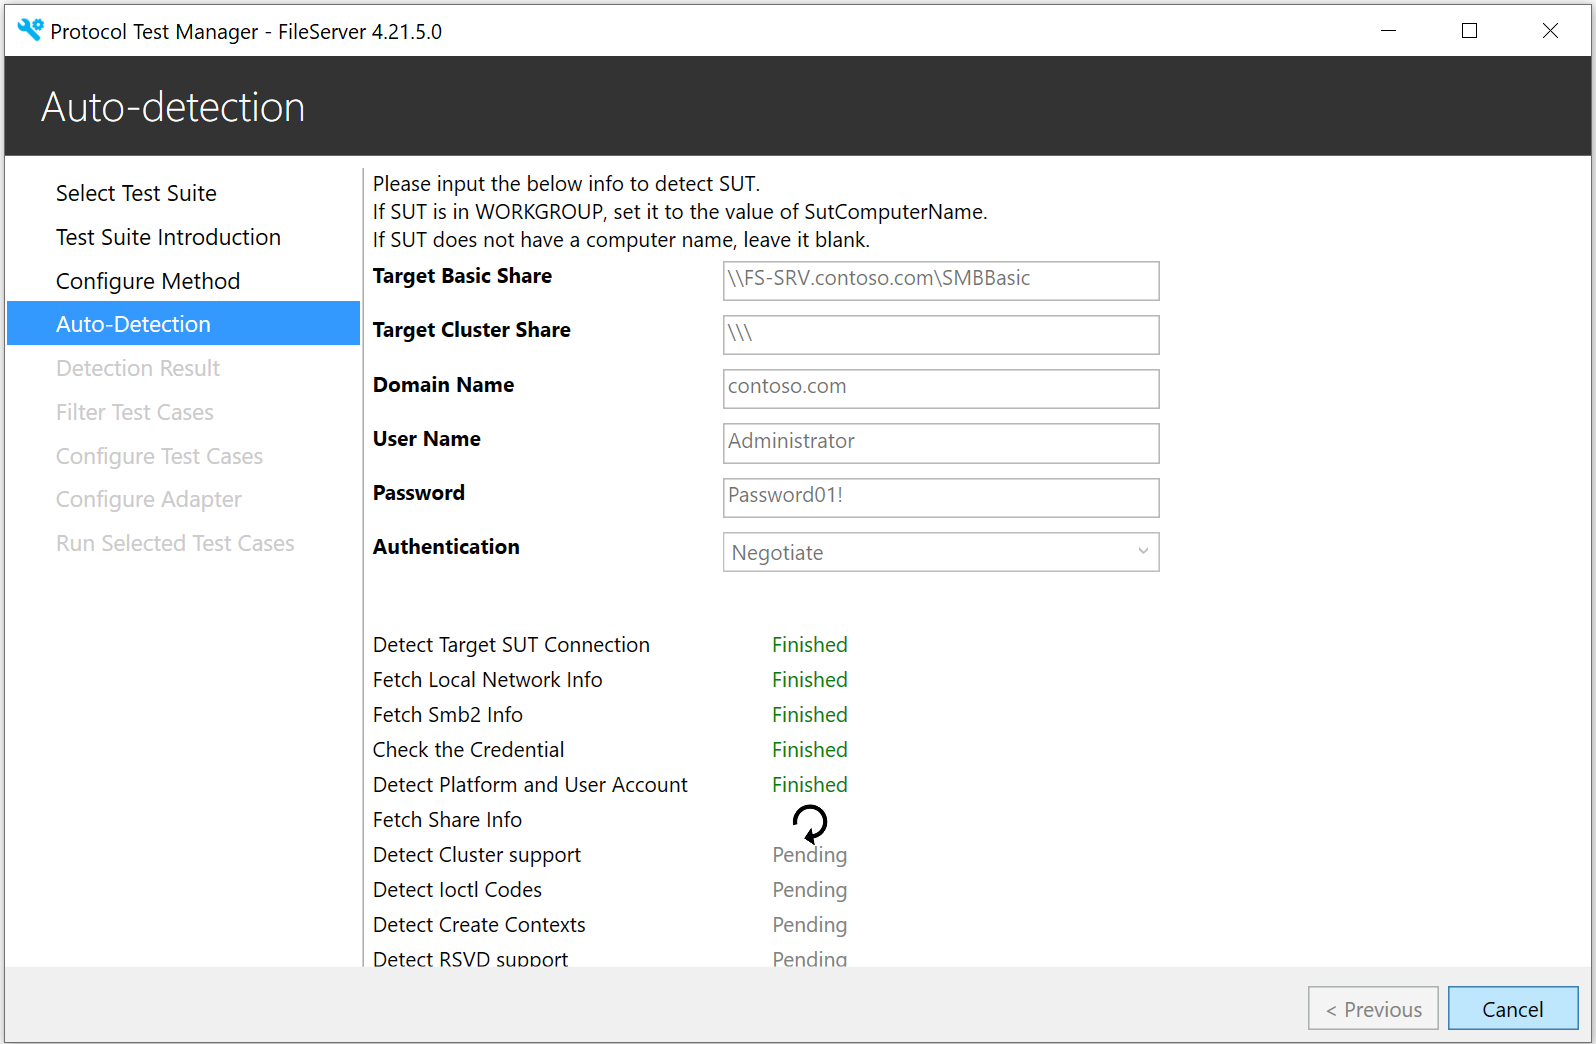 Protocol Test Manager - FileServer 4.21.5.0
Auto-detection
Select Test Suite
Test Suite Introduction
Configure Method
Auto-Detection
Detection Result
Filter Test Cases
Configure Test Cases
Configure Adapter
Run Selected Test Cases
Please input the below info to detect SUT.
If SUT is in WORKGROUP, set it to the value of SutComputerName.
If SUT does not have a computer name, leave it blank.
Target Basic Share \\FS-SRV.contoso.com\SMBBasic
Target Cluster Share \\\
Domain Name contoso.com
User Name Administrator
Password Password01!
Authentication Negotiate
Detect Target SUT Connection Finished
Fetch Local Network Info Finished
Fetch Smb2 Info Finished
Check the Credential Finished
Detect Platform and User Account Finished
Fetch Share Info
Detect Cluster support Pending
Detect Ioctl Codes Pending
Detect Create Contexts Pending
Detect RSVD support Pending
< Previous Cancel